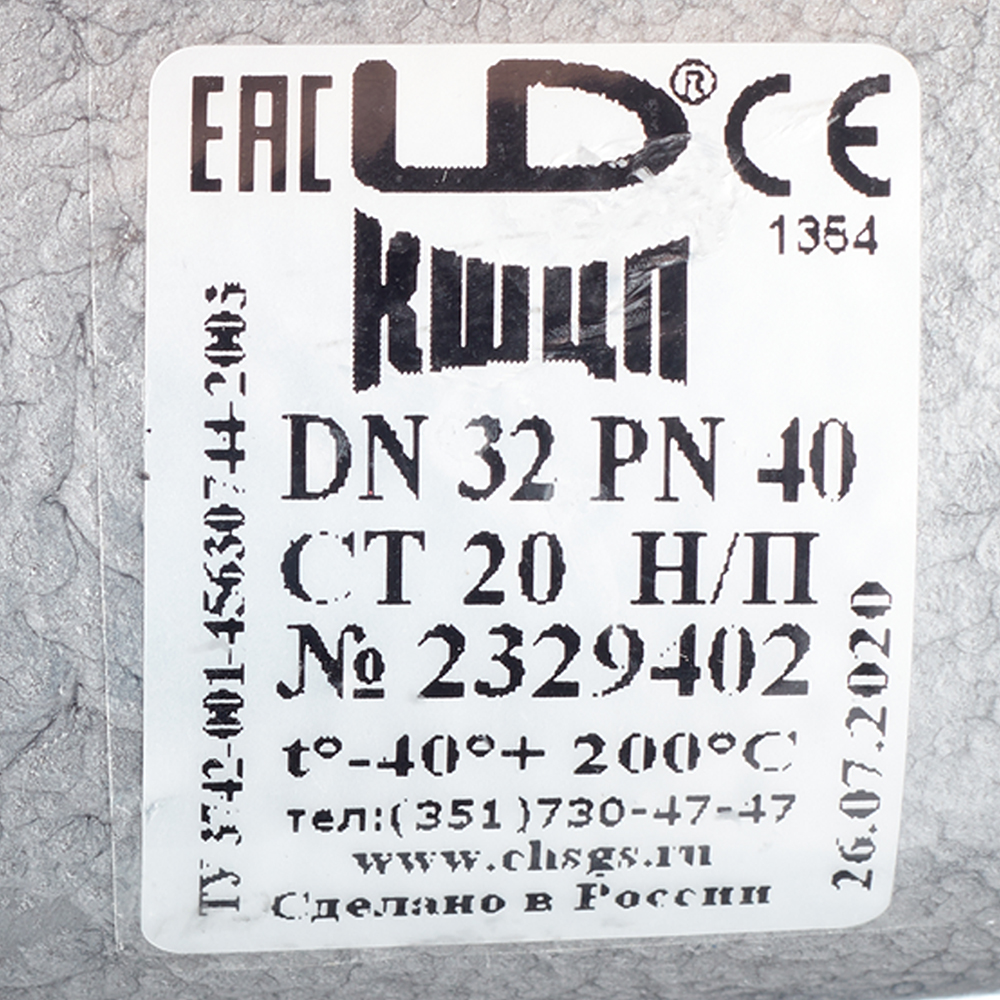 EAC LD® CE
1354
КШЦП
DN 32 PN 40
СТ 20 Н/П
№ 2329402
t°-40°+ 200°C
тел:(351)730-47-47
www.chsgs.ru
Сделано в России
ТУ 3742-001-45630744-2003
26.07.2020